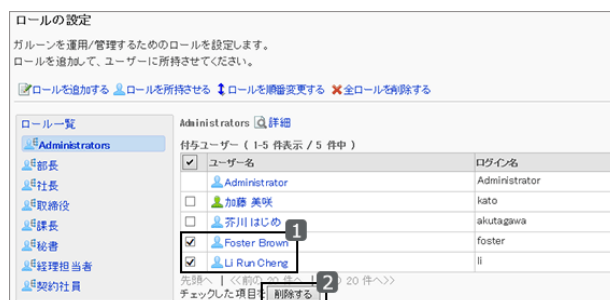 ロールの設定
ガルーンを運用/管理するためのロールを設定します。
ロールを追加して、ユーザーに所持させてください。
ロールを追加する ロールを所持させる ロールを順番変更する 全ロールを削除する
ロール一覧
Administrators
部長
社長
取締役
課長
秘書
経理担当者
契約社員
Administrators 詳細
付与ユーザー ( 1-5 件表示 / 5 件中 )
ユーザー名 ログイン名
Administrator Administrator
加藤 美咲 kato
芥川 はじめ akutagawa
1
Foster Brown foster
Li Run Cheng li
先頭へ | <<前の 20 件へ | の 20 件へ>>
2
チェックした項目を 削除する